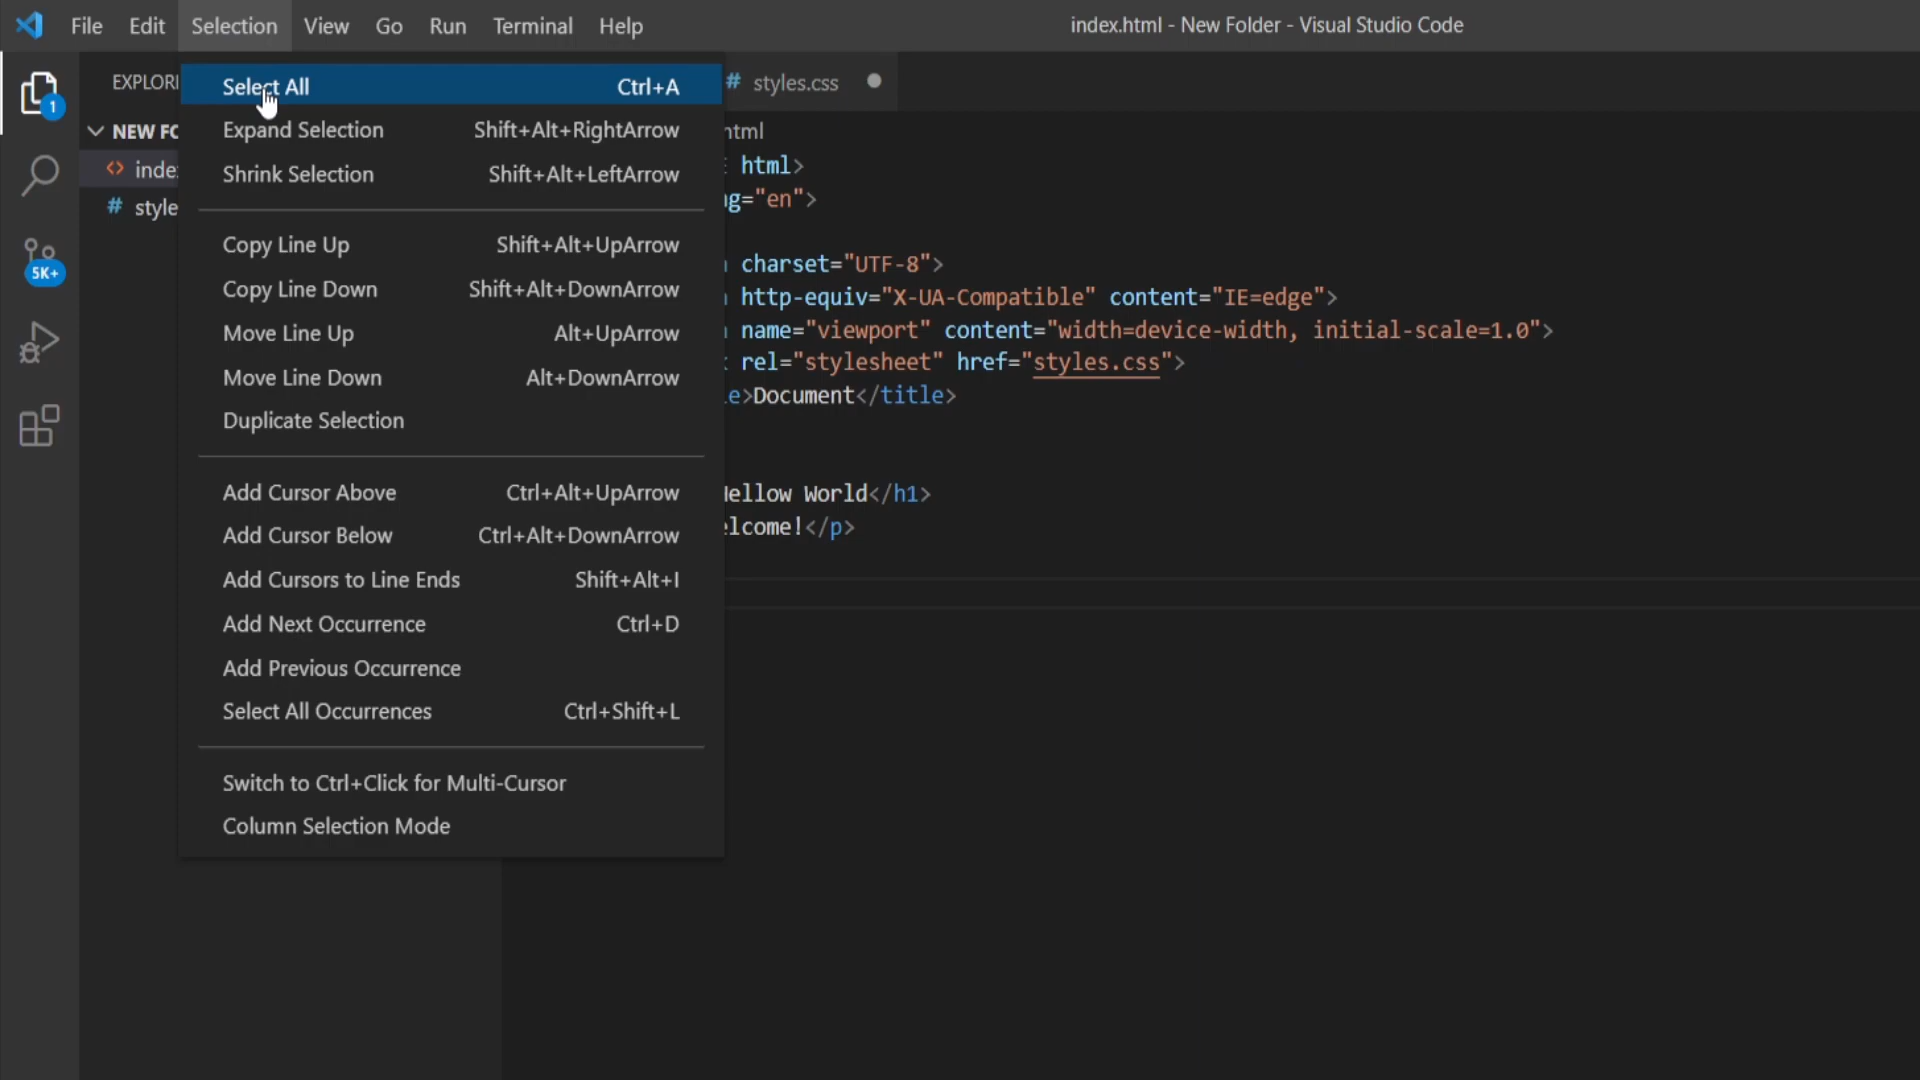 File Edit Selection View Go Run Terminal Help index.html - New Folder - Visual Studio Code
EXPLORI
# styles.css
1
NEW FO
<> inde
# style
5K+
Select All Ctrl+A
Expand Selection Shift+Alt+RightArrow
Shrink Selection Shift+Alt+LeftArrow
Copy Line Up Shift+Alt+UpArrow
Copy Line Down Shift+Alt+DownArrow
Move Line Up Alt+UpArrow
Move Line Down Alt+DownArrow
Duplicate Selection
Add Cursor Above Ctrl+Alt+UpArrow
Add Cursor Below Ctrl+Alt+DownArrow
Add Cursors to Line Ends Shift+Alt+I
Add Next Occurrence Ctrl+D
Add Previous Occurrence
Select All Occurrences Ctrl+Shift+L
Switch to Ctrl+Click for Multi-Cursor
Column Selection Mode
html
html>
g="en">
charset="UTF-8">
http-equiv="X-UA-Compatible" content="IE=edge">
name="viewport" content="width=device-width, initial-scale=1.0">
rel="stylesheet" href="styles.css">
e>Document</title>
ellow World</h1>
lcome!</p>